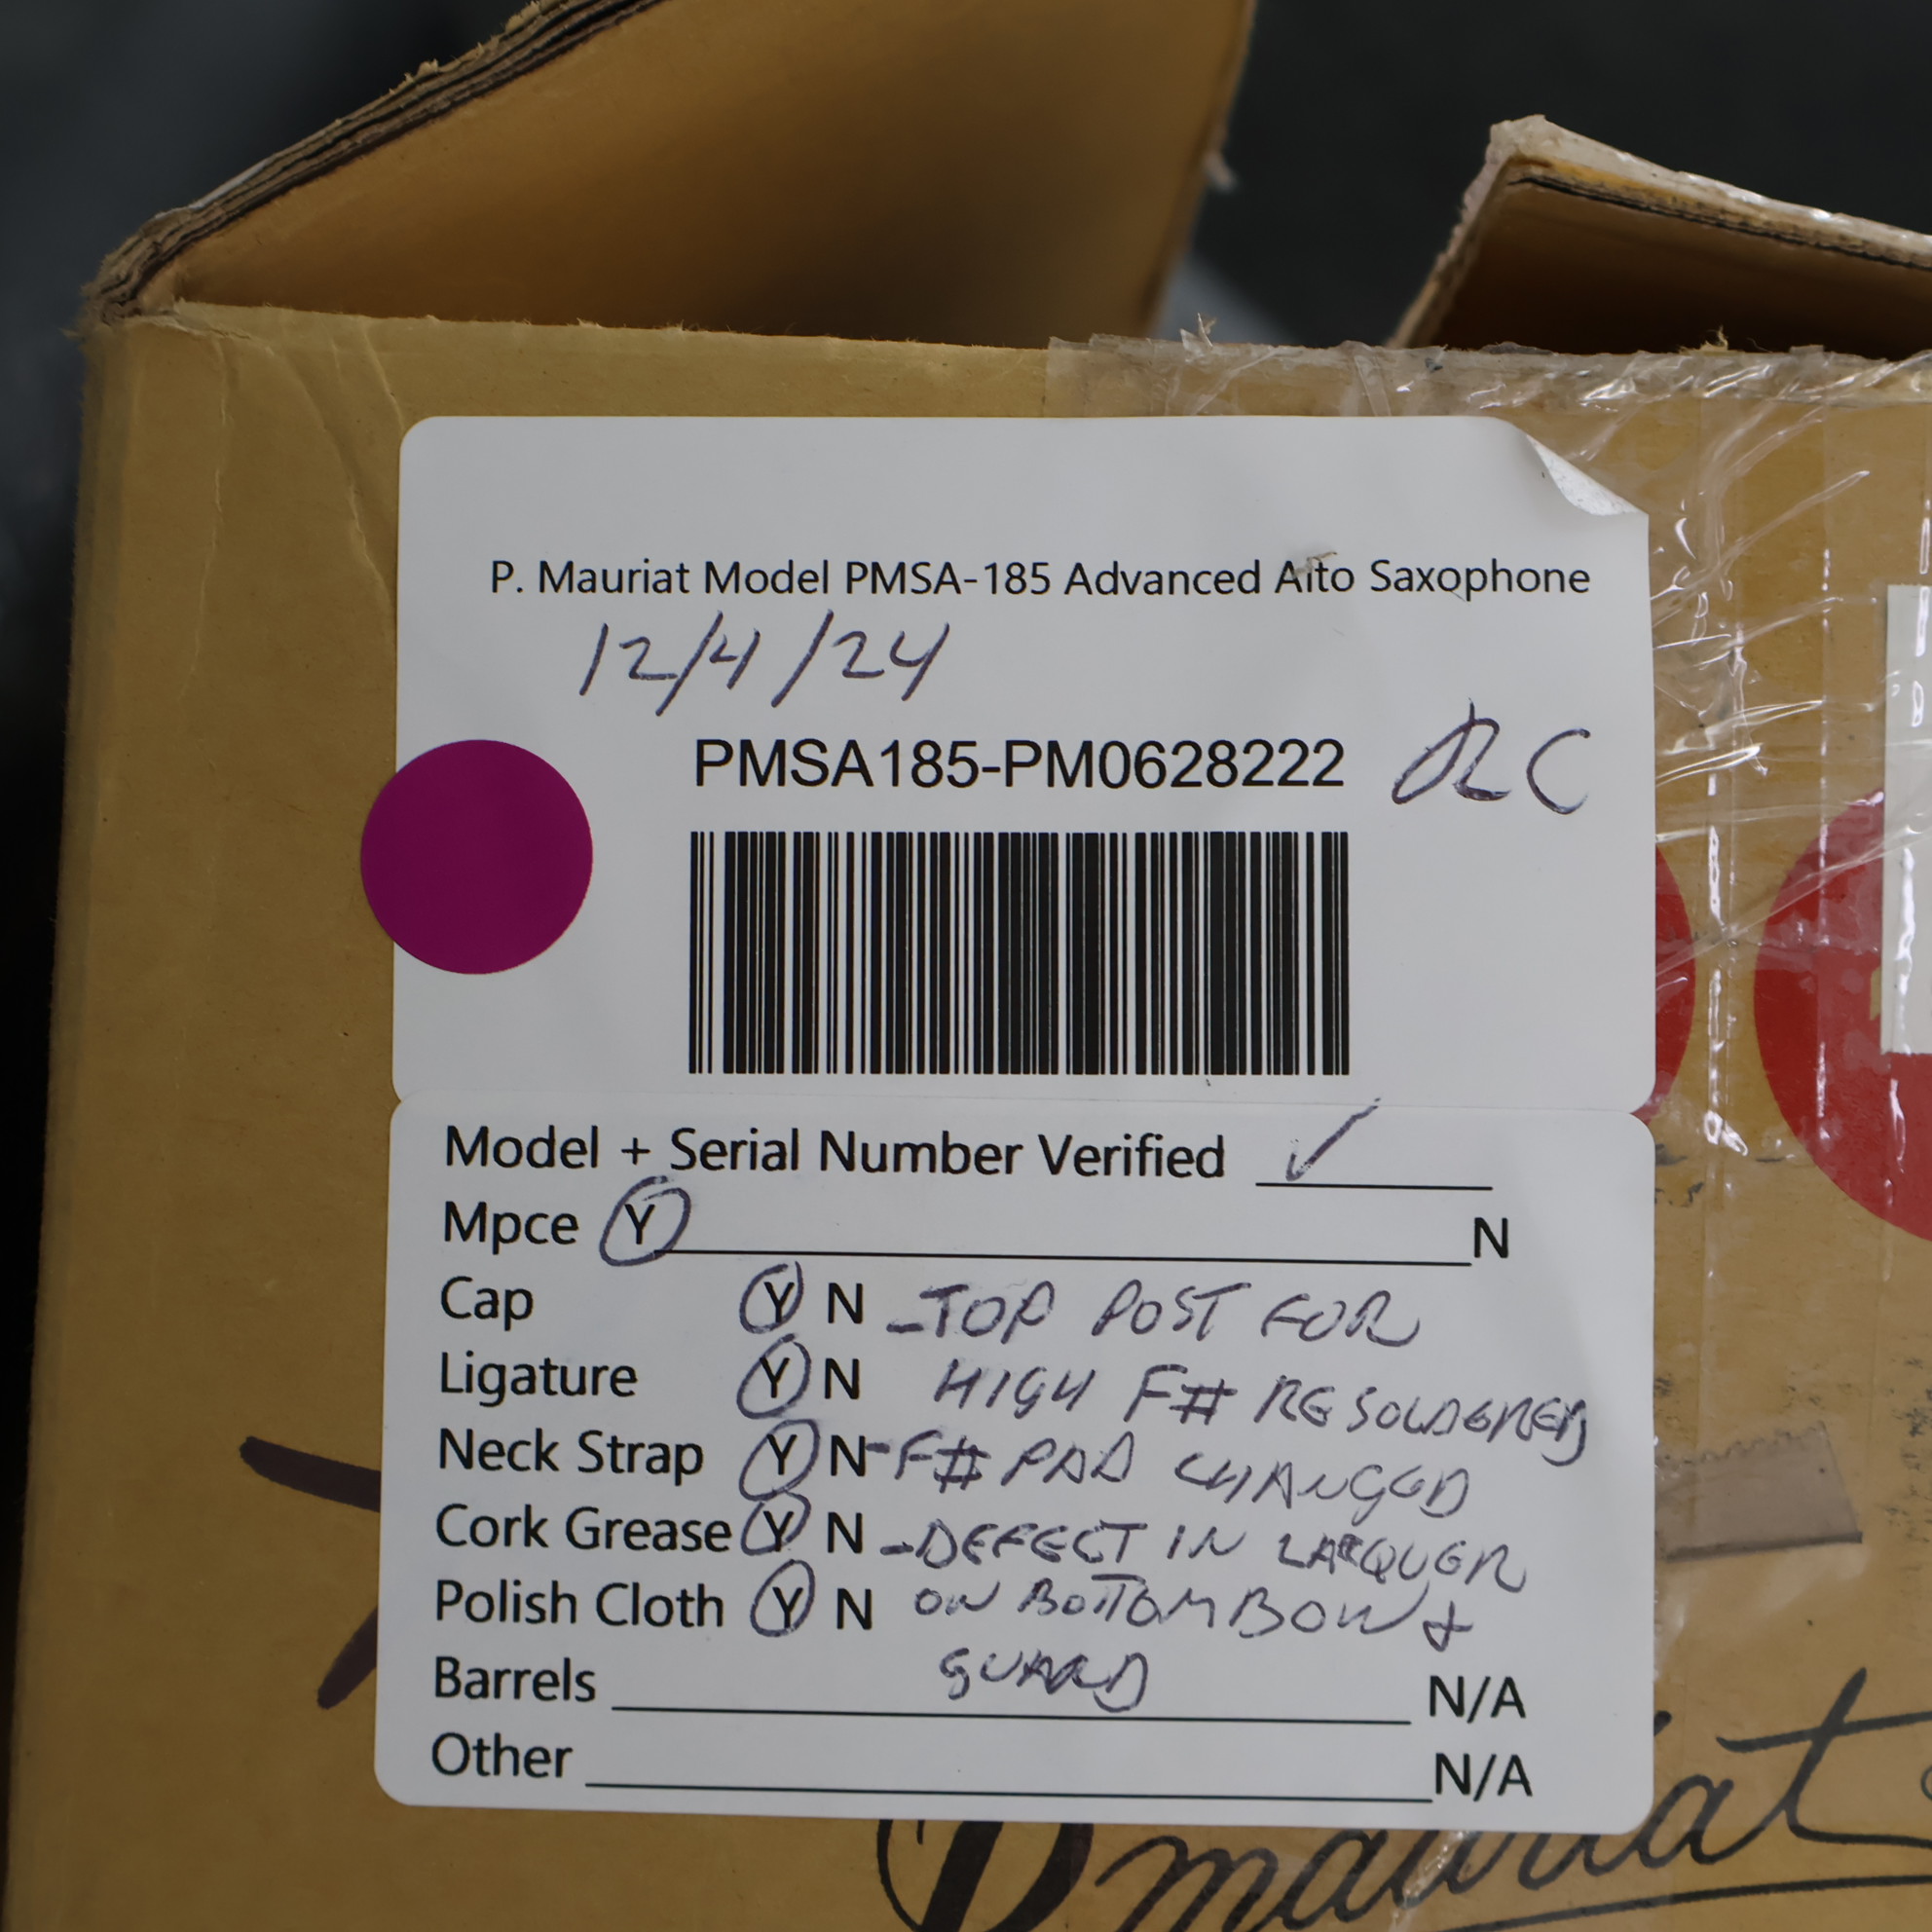 P. Mauriat Model PMSA-185 Advanced Alto Saxophone
12/4/24
PMSA185-PM0628222 RC
Model + Serial Number Verified ✓
Mpce Y N
Cap Y N -TOP POST FOR
Ligature Y N HIGH F# RESOLDERED
Neck Strap Y N -F# PAD CHANGED
Cork Grease Y N -DEFECT IN LACQUER
Polish Cloth Y N ON BOTTOM BOW &
Barrels GUARD N/A
Other N/A
P mauriat